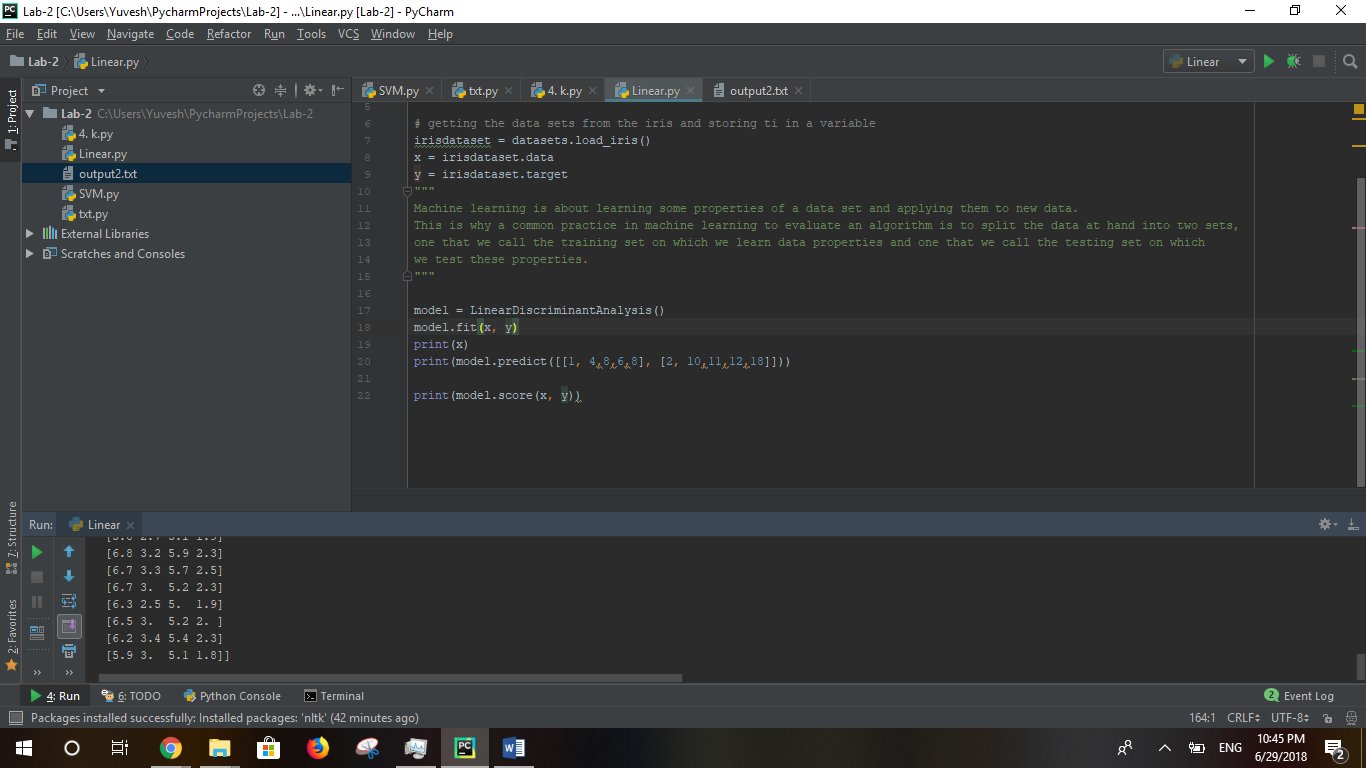 Lab-2 [C:\Users\Yuvesh\PycharmProjects\Lab-2] - ...\Linear.py [Lab-2] - PyCharm
File Edit View Navigate Code Refactor Run Tools VCS Window Help
Lab-2 Linear.py Linear
1: Project
Project
SVM.py txt.py 4. k.py Linear.py output2.txt
Lab-2 C:\Users\Yuvesh\PycharmProjects\Lab-2
4. k.py
Linear.py
output2.txt
SVM.py
txt.py
External Libraries
Scratches and Consoles
5
6 # getting the data sets from the iris and storing ti in a variable
7 irisdataset = datasets.load_iris()
8 x = irisdataset.data
9 y = irisdataset.target
10 """
11 Machine learning is about learning some properties of a data set and applying them to new data.
12 This is why a common practice in machine learning to evaluate an algorithm is to split the data at hand into two sets,
13 one that we call the training set on which we learn data properties and one that we call the testing set on which
14 we test these properties.
15 """
16
17 model = LinearDiscriminantAnalysis()
18 model.fit(x, y)
19 print(x)
20 print(model.predict([[1, 4,8,6,8], [2, 10,11,12,18]]))
21
22 print(model.score(x, y))
7: Structure
2: Favorites
Run: Linear
[6.8 3.2 5.9 2.3]
[6.7 3.3 5.7 2.5]
[6.7 3. 5.2 2.3]
[6.3 2.5 5. 1.9]
[6.5 3. 5.2 2. ]
[6.2 3.4 5.4 2.3]
[5.9 3. 5.1 1.8]]
4: Run 6: TODO Python Console Terminal 2 Event Log
Packages installed successfully: Installed packages: 'nltk' (42 minutes ago) 164:1 CRLF UTF-8
ENG 10:45 PM
6/29/2018 2